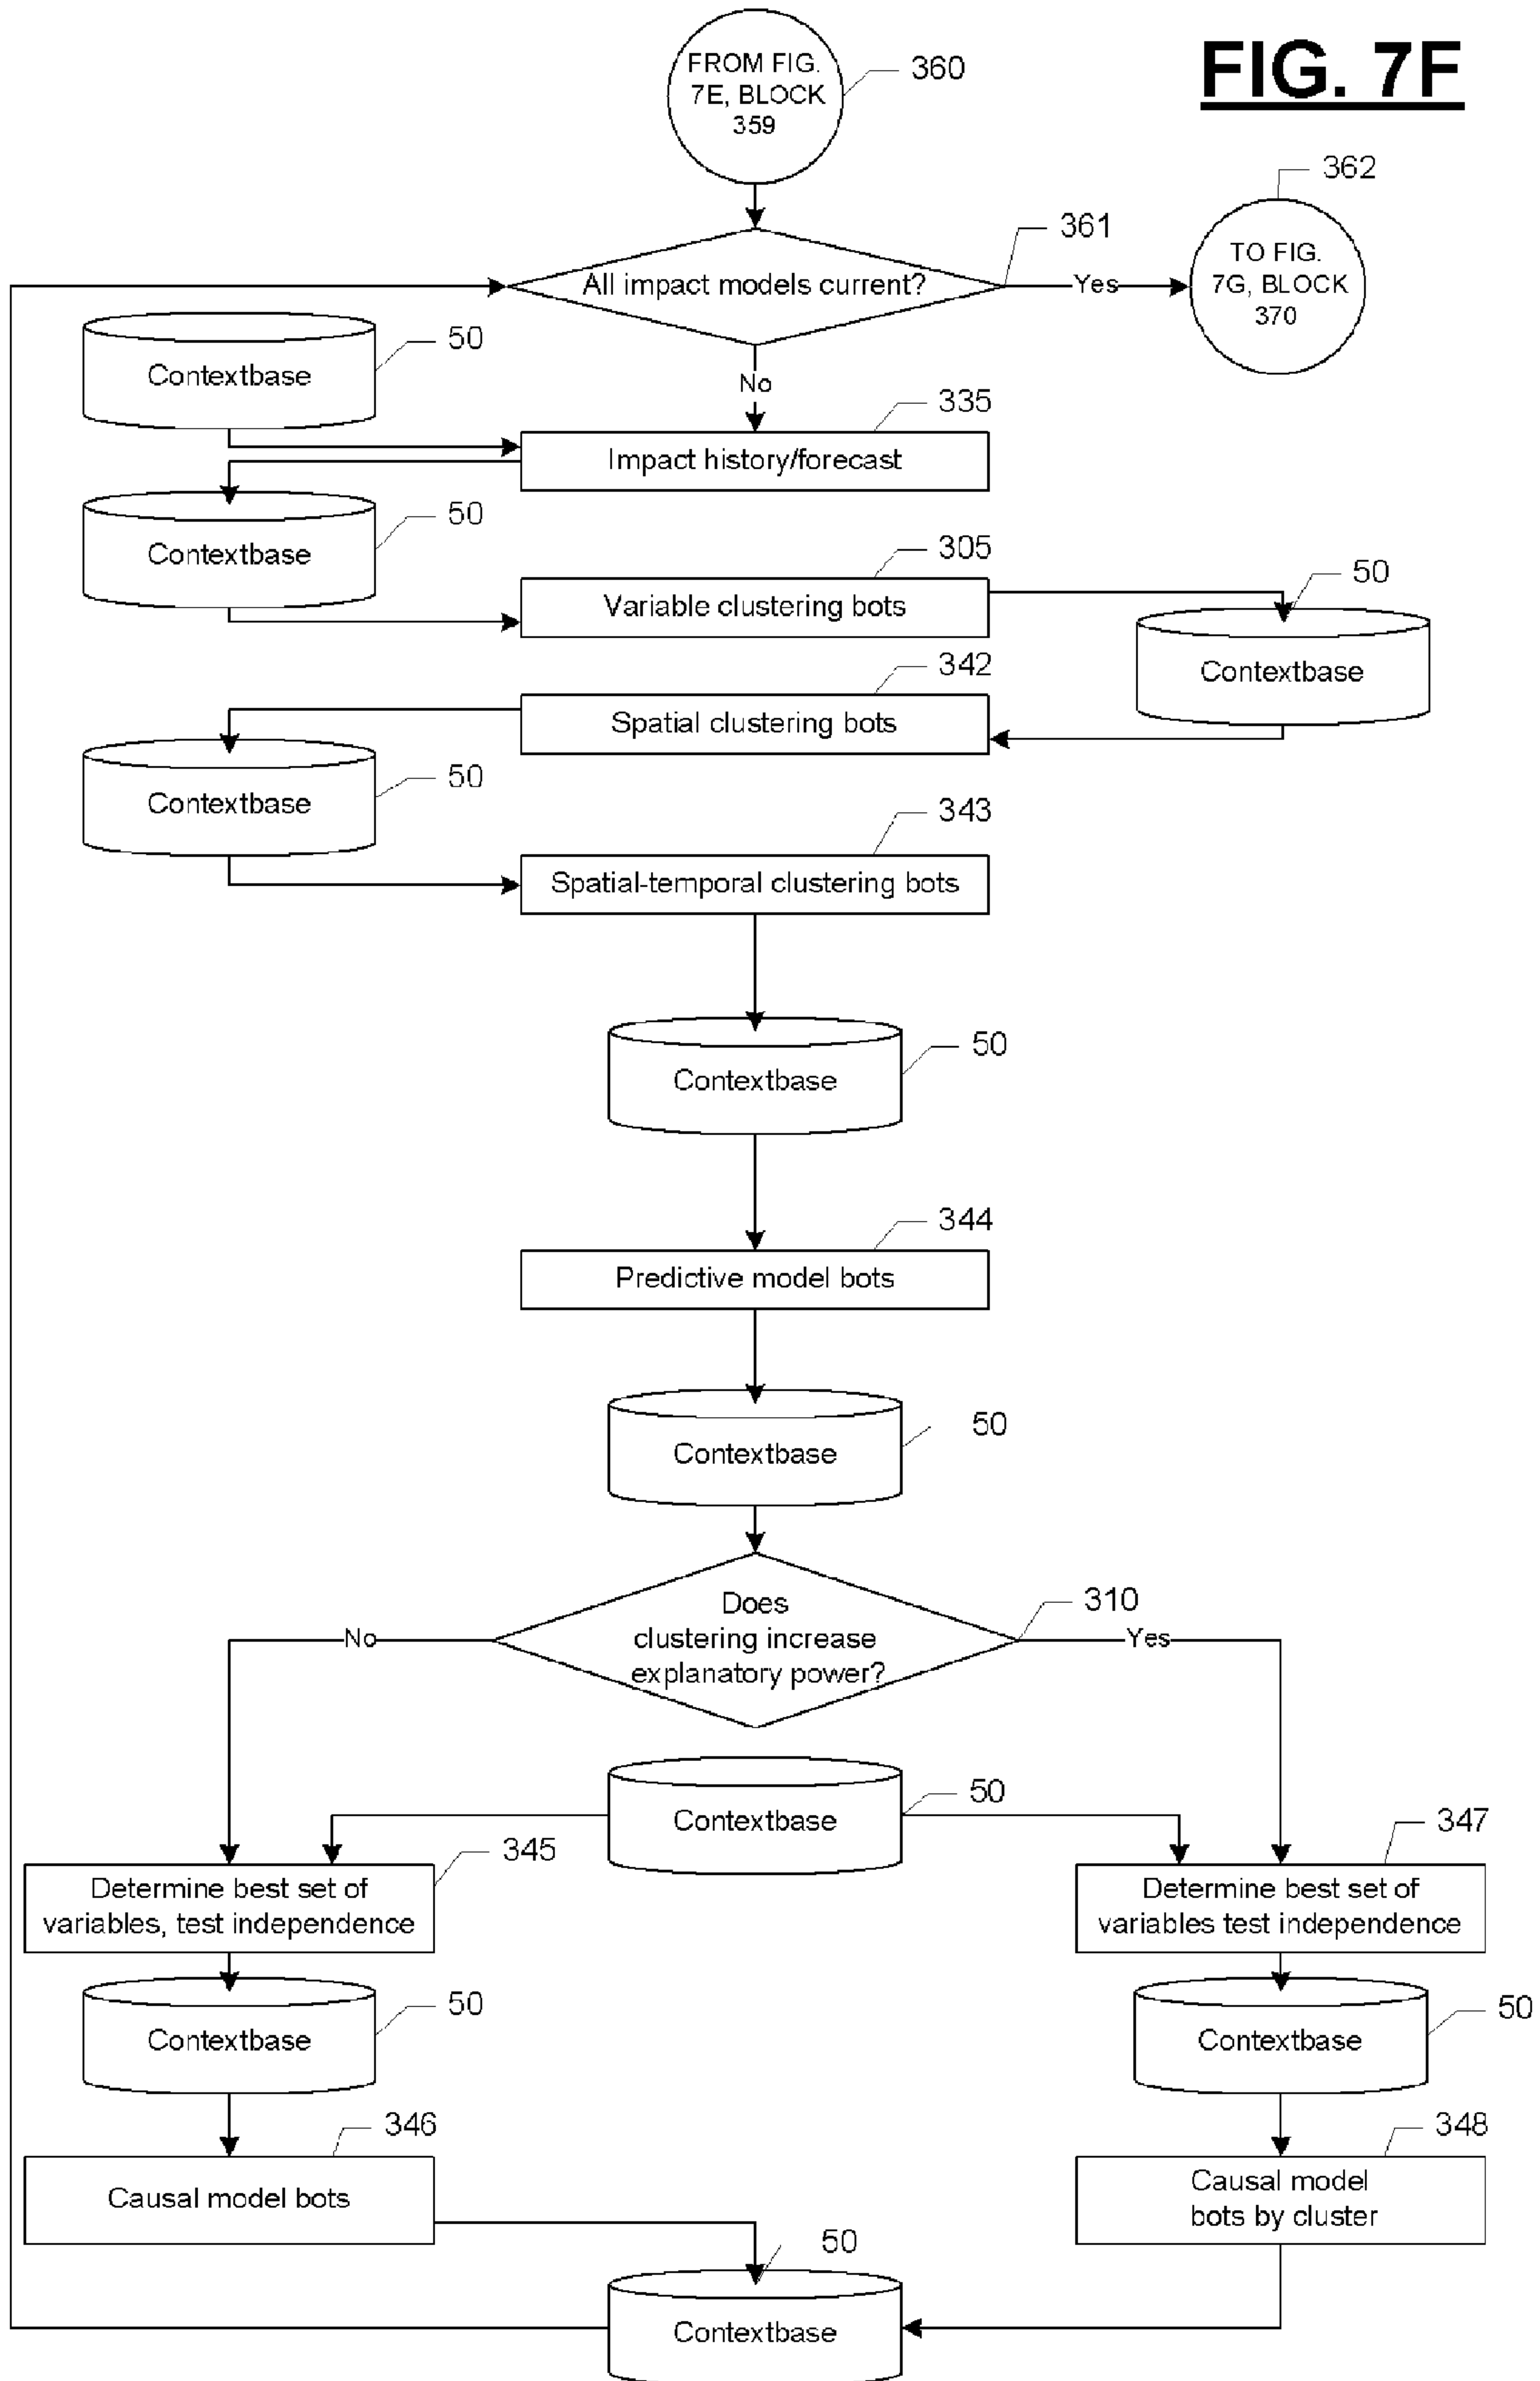 FIG. 7F
FROM FIG.
7E, BLOCK
359
360
362
361
All impact models current?
Yes
TO FIG.
7G, BLOCK
370
Contextbase
50
No
335
Impact history/forecast
Contextbase
50
305
Variable clustering bots
50
Contextbase
342
Spatial clustering bots
Contextbase
50
343
Spatial-temporal clustering bots
Contextbase
50
344
Predictive model bots
Contextbase
50
Does
clustering increase
explanatory power?
310
No
Yes
Contextbase
50
345
Determine best set of
variables, test independence
347
Determine best set of
variables test independence
Contextbase
50
Contextbase
50
346
Causal model bots
348
Causal model
bots by cluster
50
Contextbase